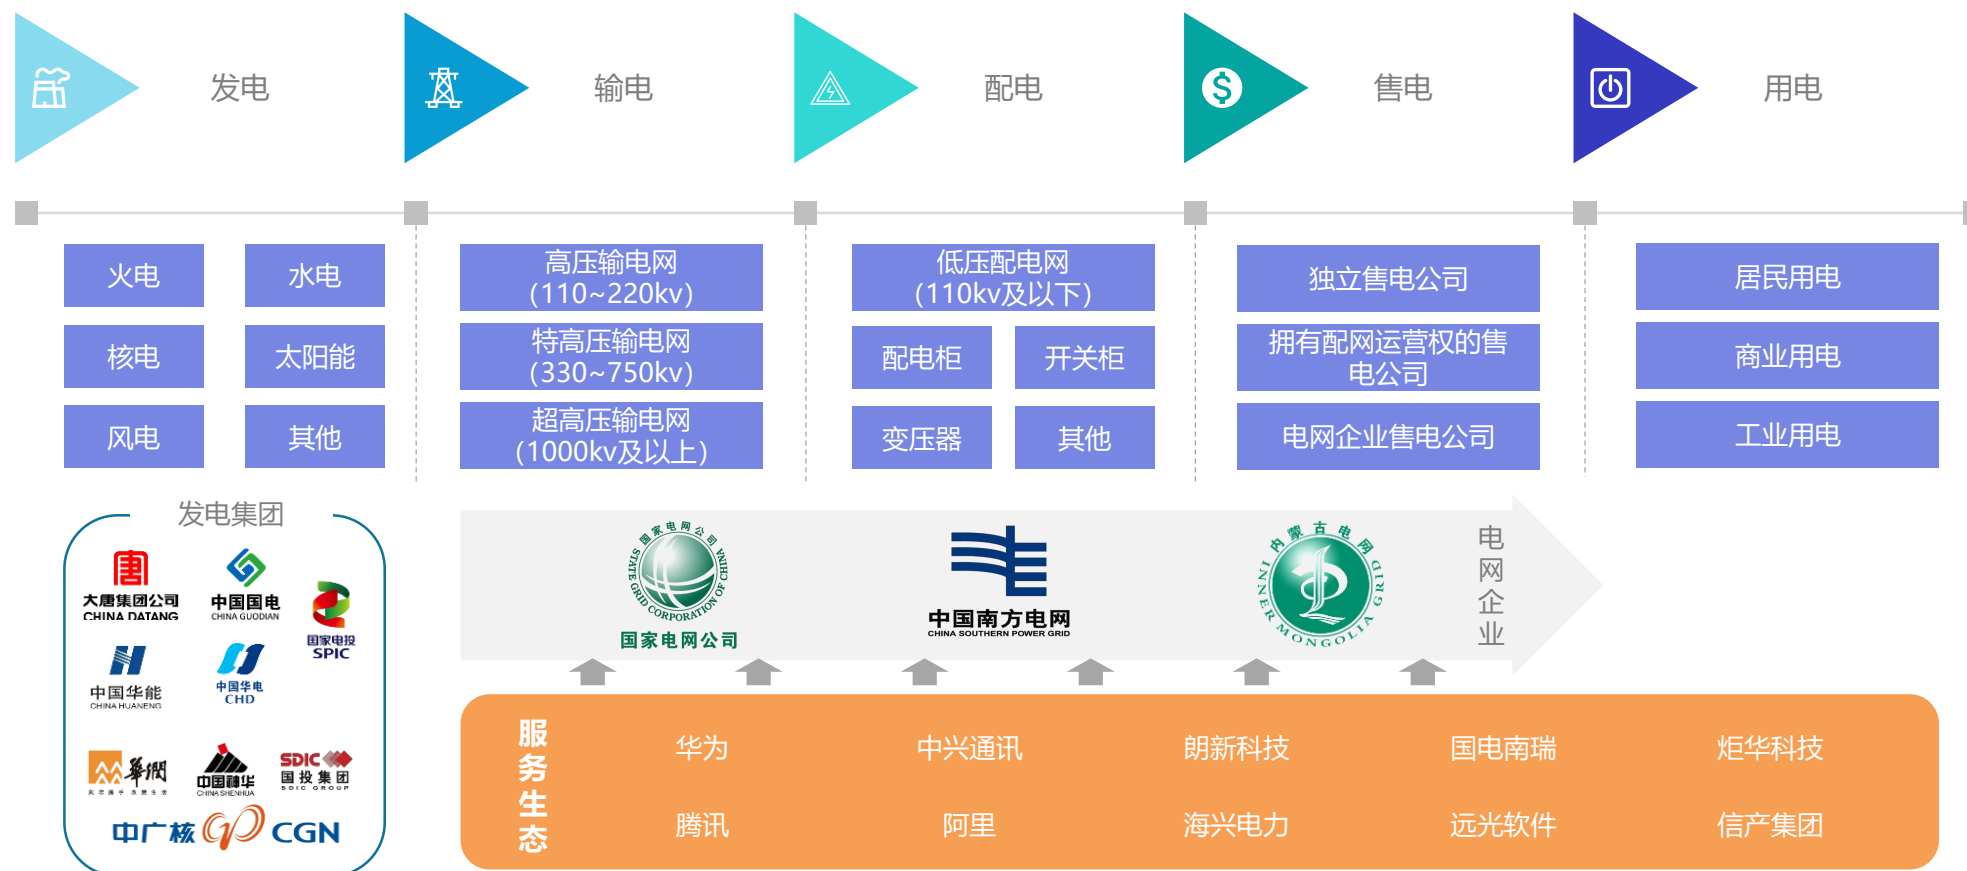 发电
输电
配电
售电
用电
火电
水电
核电
太阳能
风电
其他
高压输电网
（110~220kv）
特高压输电网
（330~750kv）
超高压输电网
（1000kv及以上）
低压配电网
（110kv及以下）
配电柜
开关柜
变压器
其他
独立售电公司
拥有配网运营权的售
电公司
电网企业售电公司
居民用电
商业用电
工业用电
发电集团
唐
大唐集团公司
CHINA DATANG
中国国电
CHINA GUODIAN
国家电投
SPIC
中国华能
CHINA HUANENG
中国华电
CHD
華潤
中国神华
CHINA SHENHUA
SDIC
国投集团
SDIC GROUP
中广核
CGN
国家电网公司
STATE GRID CORPORATION OF CHINA
国家电网公司
中国南方电网
CHINA SOUTHERN POWER GRID
内蒙古电网
INNER MONGOLIA GRID
电网企业
服务生态
华为
中兴通讯
朗新科技
国电南瑞
炬华科技
腾讯
阿里
海兴电力
远光软件
信产集团